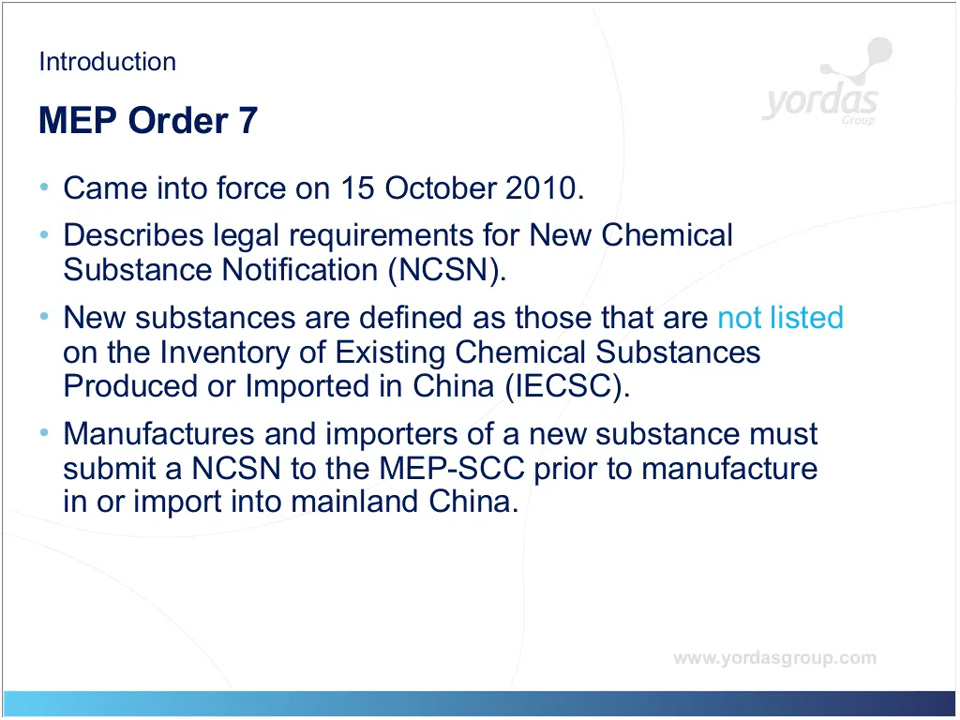 Introduction
yordas
Group
MEP Order 7
• Came into force on 15 October 2010.
• Describes legal requirements for New Chemical
Substance Notification (NCSN).
• New substances are defined as those that are not listed
on the Inventory of Existing Chemical Substances
Produced or Imported in China (IECSC).
• Manufactures and importers of a new substance must
submit a NCSN to the MEP-SCC prior to manufacture
in or import into mainland China.
www.yordasgroup.com